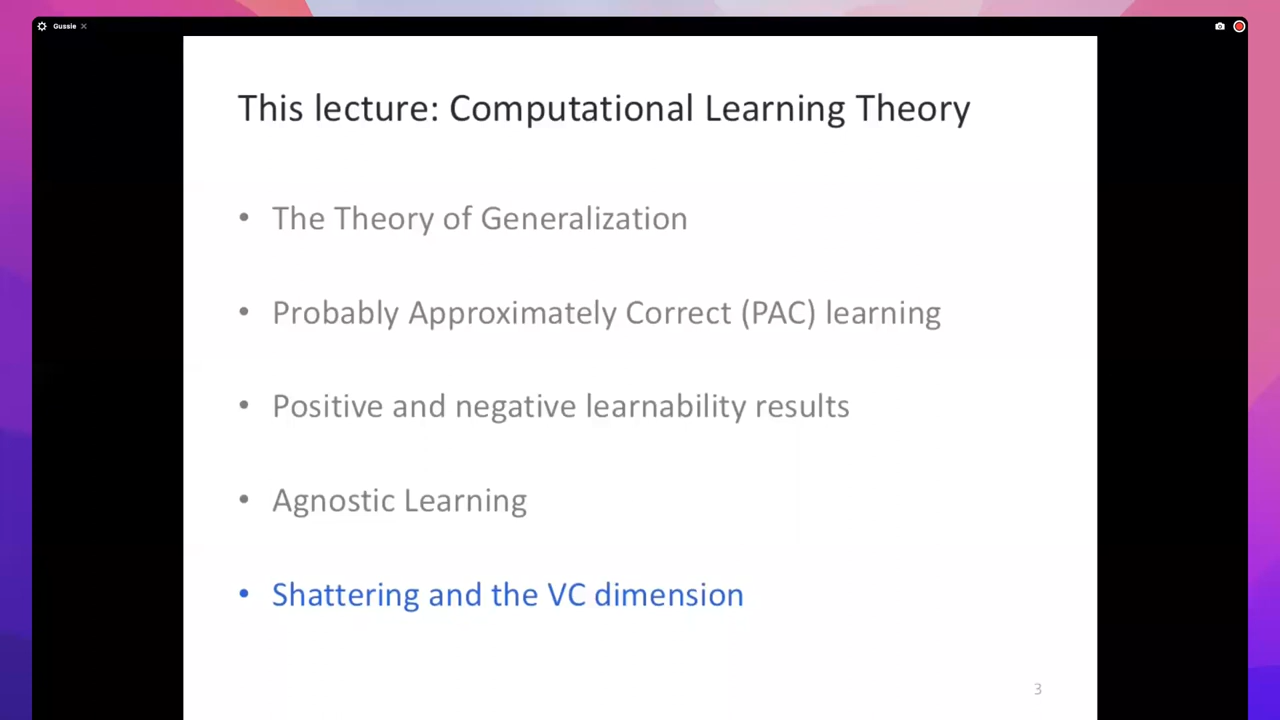 Gussie
This lecture: Computational Learning Theory
• The Theory of Generalization
• Probably Approximately Correct (PAC) learning
• Positive and negative learnability results
• Agnostic Learning
• Shattering and the VC dimension
3